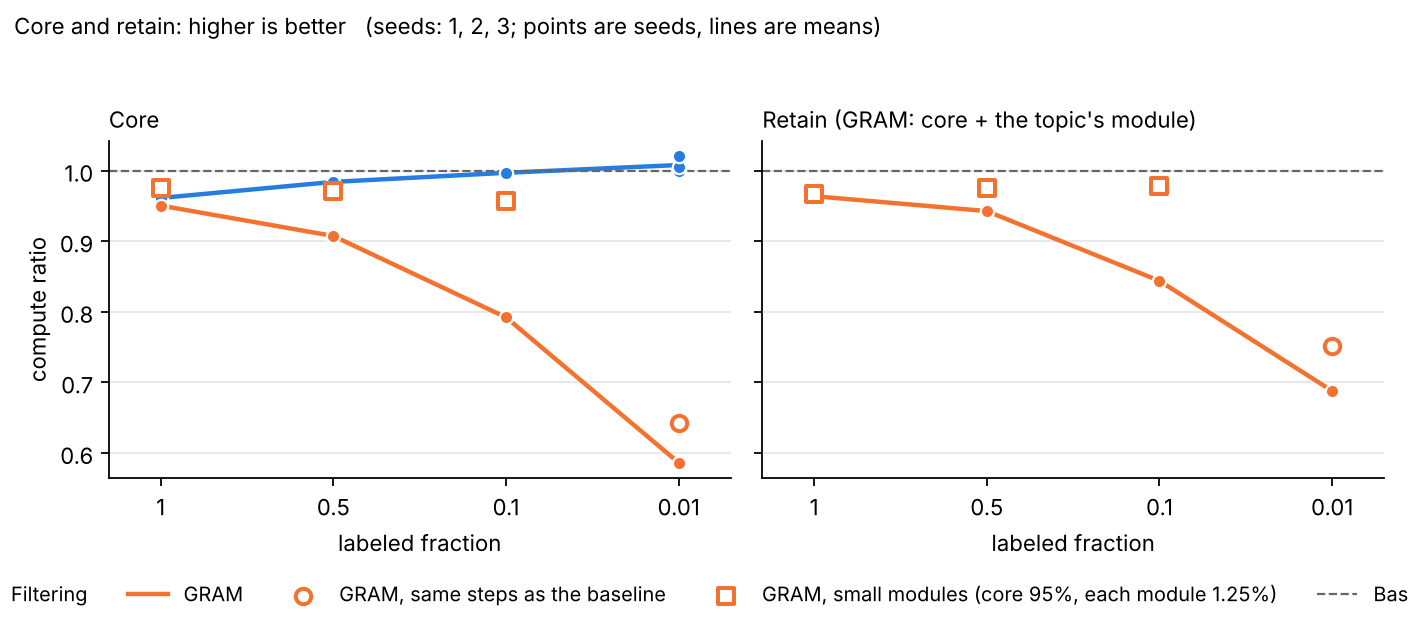 Core and retain: higher is better (seeds: 1, 2, 3; points are seeds, lines are means)
Core
Retain (GRAM: core + the topic's module)
compute ratio
1.0
0.9
0.8
0.7
0.6
1 0.5 0.1 0.01
1 0.5 0.1 0.01
labeled fraction
labeled fraction
Filtering GRAM GRAM, same steps as the baseline GRAM, small modules (core 95%, each module 1.25%) Bas